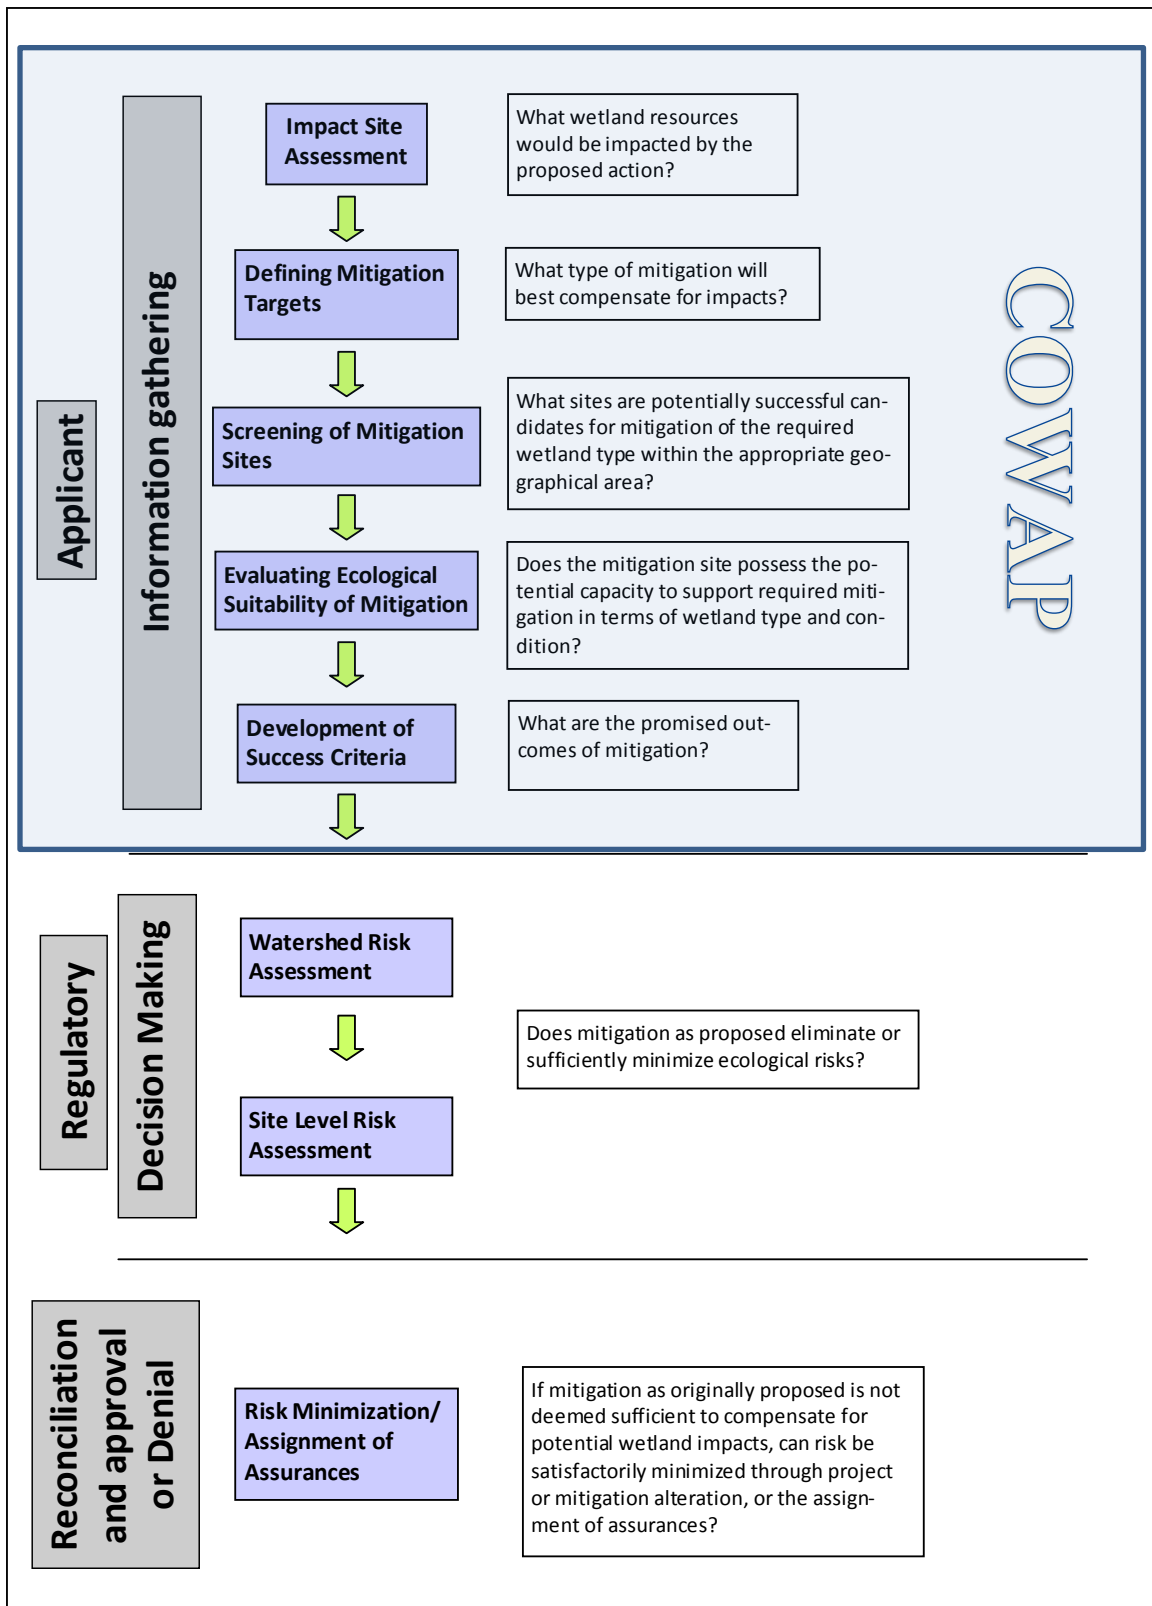 Applicant
Information gathering
Impact Site
Assessment
What wetland resources
would be impacted by the
proposed action?
Defining Mitigation
Targets
What type of mitigation will
best compensate for impacts?
Screening of Mitigation
Sites
What sites are potentially successful can-
didates for mitigation of the required
wetland type within the appropriate geo-
graphical area?
Evaluating Ecological
Suitability of Mitigation
Does the mitigation site possess the po-
tential capacity to support required miti-
gation in terms of wetland type and con-
dition?
Development of
Success Criteria
What are the promised out-
comes of mitigation?
COWAP
Regulatory
Decision Making
Watershed Risk
Assessment
Does mitigation as proposed eliminate or
sufficiently minimize ecological risks?
Site Level Risk
Assessment
Reconciliation
and approval
or Denial
Risk Minimization/
Assignment of
Assurances
If mitigation as originally proposed is not
deemed sufficient to compensate for
potential wetland impacts, can risk be
satisfactorily minimized through project
or mitigation alteration, or the assign-
ment of assurances?